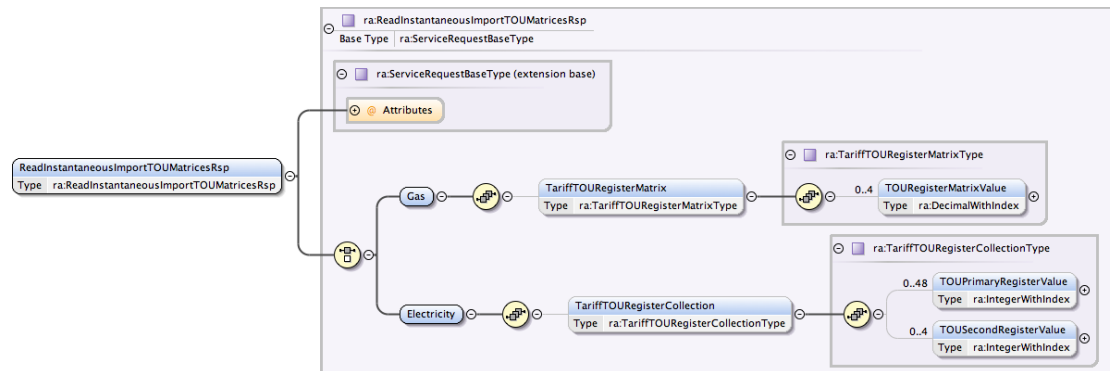 ra:ReadInstantaneousImportTOUMatricesRsp
Base Type ra:ServiceRequestBaseType
ra:ServiceRequestBaseType (extension base)
@ Attributes
ReadInstantaneousImportTOUMatricesRsp
Type ra:ReadInstantaneousImportTOUMatricesRsp
Gas
TariffTOURegisterMatrix
Type ra:TariffTOURegisterMatrixType
ra:TariffTOURegisterMatrixType
0..4
TOURegisterMatrixValue
Type ra:DecimalWithIndex
Electricity
TariffTOURegisterCollection
Type ra:TariffTOURegisterCollectionType
ra:TariffTOURegisterCollectionType
0..48
TOUPrimaryRegisterValue
Type ra:IntegerWithIndex
0..4
TOUSecondRegisterValue
Type ra:IntegerWithIndex